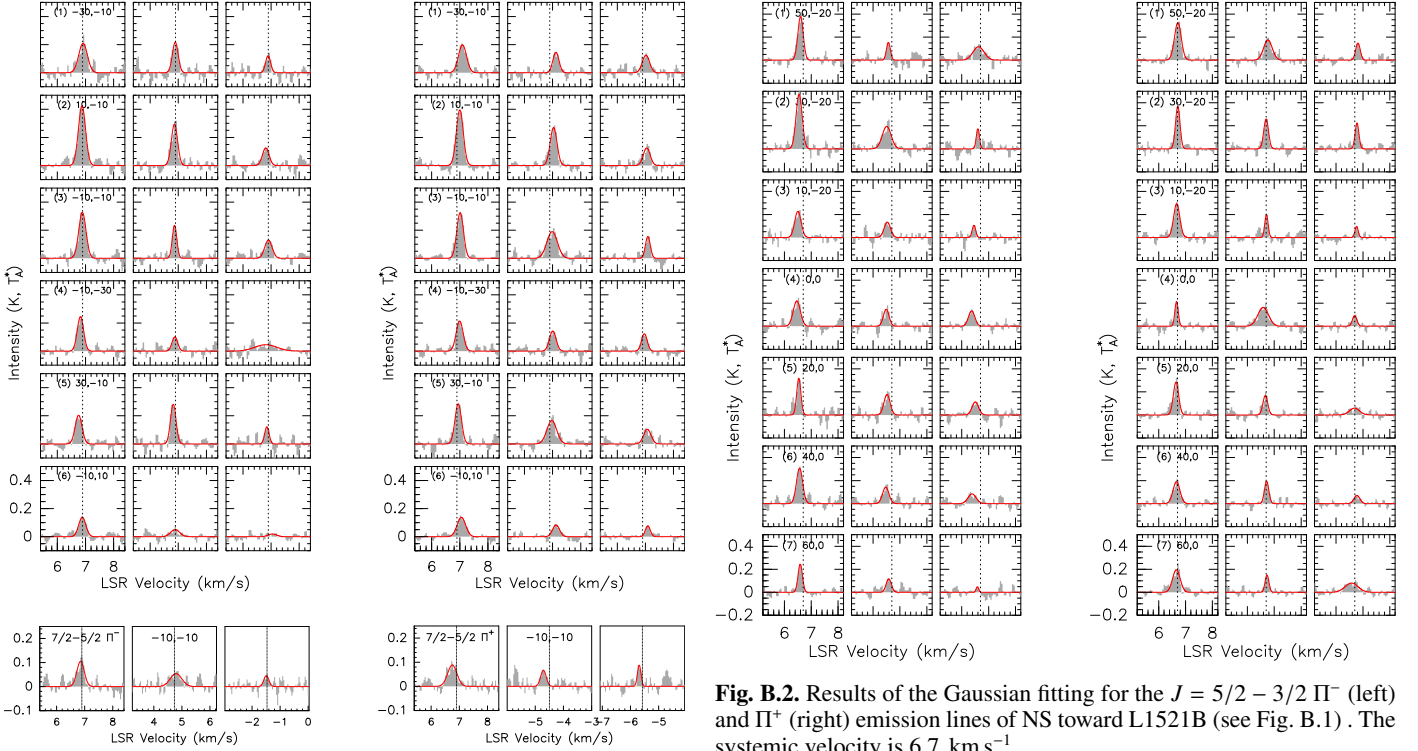 (1) -30,-10
(2) 10,-10
(3) -10,-10
(4) -10,-30
(5) 30,-10
(6) -10,10
Intensity (K, T*A)
0.4
0.2
0
6 7 8
LSR Velocity (km/s)
7/2-5/2 Π⁻
-10,-10
0.2
0.1
0
-0.1
6 7 8
4 5 6
-2 -1 0
LSR Velocity (km/s)
(1) -30,-10
(2) 10,-10
(3) -10,-10
(4) -10,-30
(5) 30,-10
(6) -10,10
Intensity (K, T*A)
0.4
0.2
0
6 7 8
LSR Velocity (km/s)
7/2-5/2 Π⁺
-10,-10
0.2
0.1
0
-0.1
6 7 8
-5 -4 -3
-7 -6 -5
LSR Velocity (km/s)
(1) 50,-20
(2) 30,-20
(3) 10,-20
(4) 0,0
(5) 20,0
(6) 40,0
(7) 60,0
Intensity (K, T*A)
0.4
0.2
0
-0.2
6 7 8
LSR Velocity (km/s)
(1) 50,-20
(2) 30,-20
(3) 10,-20
(4) 0,0
(5) 20,0
(6) 40,0
(7) 60,0
Intensity (K, T*A)
0.4
0.2
0
-0.2
6 7 8
LSR Velocity (km/s)
Fig. B.2. Results of the Gaussian fitting for the J = 5/2 − 3/2 Π⁻ (left)
and Π⁺ (right) emission lines of NS toward L1521B (see Fig. B.1) . The
systemic velocity is 6.7 km s⁻¹